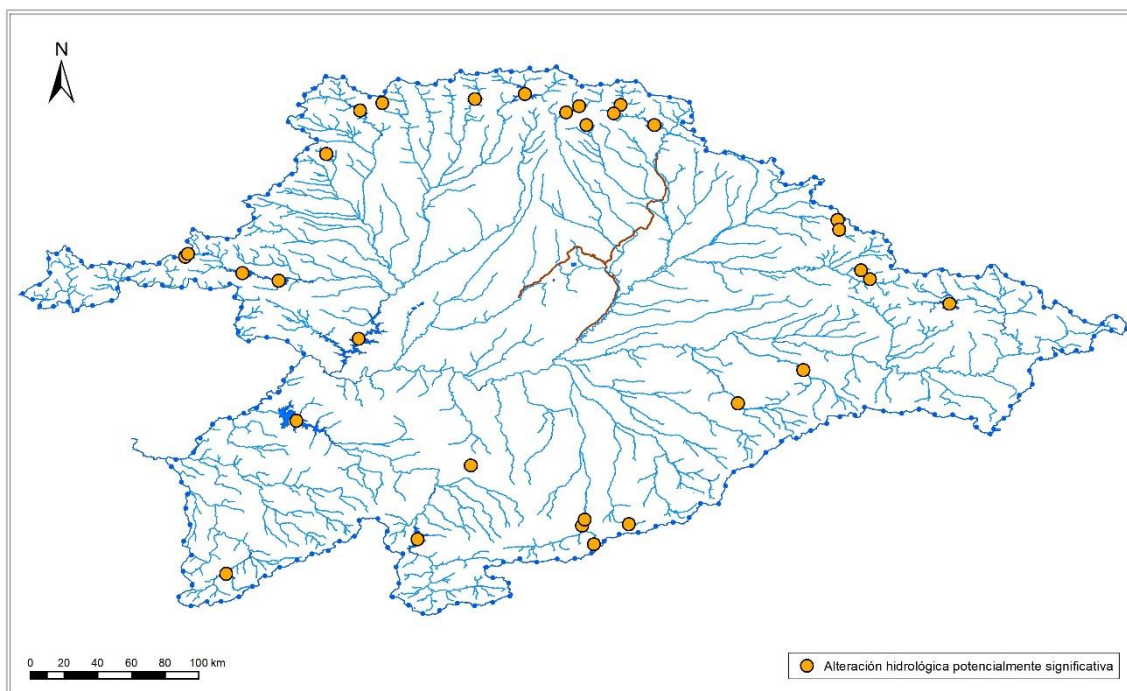 N
0 20 40 60 80 100 km
Alteración hidrológica potencialmente significativa